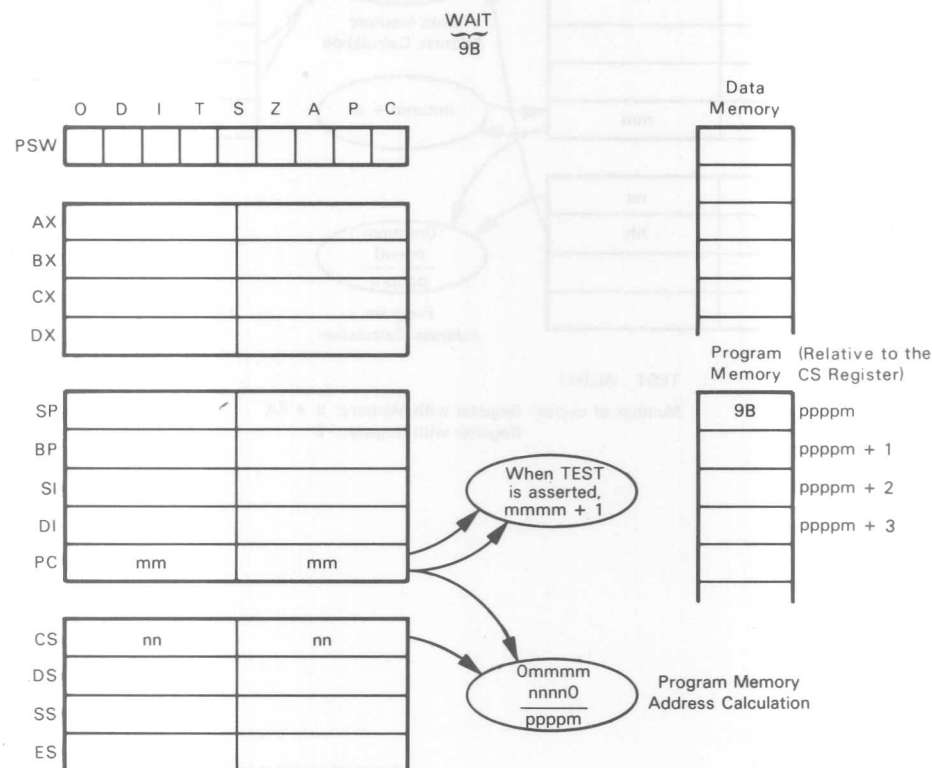 WAIT
9B
Data
Memory
O D I T S Z A P C
PSW
AX
BX
CX
DX
Program
Memory
(Relative to the
CS Register)
SP
9B
ppppm
BP
ppppm + 1
When TEST
is asserted,
mmmm + 1
SI
ppppm + 2
DI
ppppm + 3
PC
mm
mm
CS
nn
nn
DS
0mmmm
nnnn0
ppppm
Program Memory
Address Calculation
SS
ES